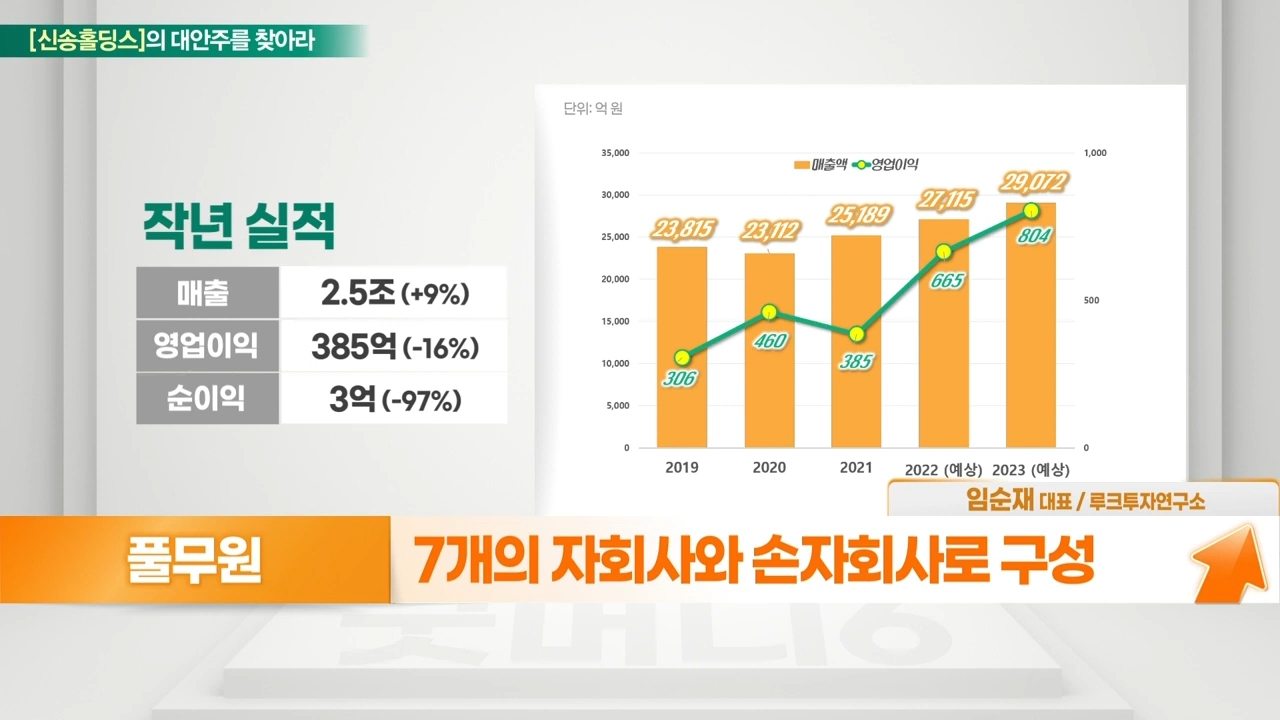 [신송홀딩스]의 대안주를 찾아라
작년 실적
매출 2.5조 (+9%)
영업이익 385억 (-16%)
순이익 3억 (-97%)
단위: 억 원
매출액 영업이익
35,000
30,000
25,000
20,000
15,000
10,000
5,000
0
1,000
500
0
23,815
23,112
25,189
27,115
29,072
306
460
385
665
804
2019
2020
2021
2022 (예상)
2023 (예상)
임순재 대표 / 루크투자연구소
풀무원
7개의 자회사와 손자회사로 구성
굿머니6